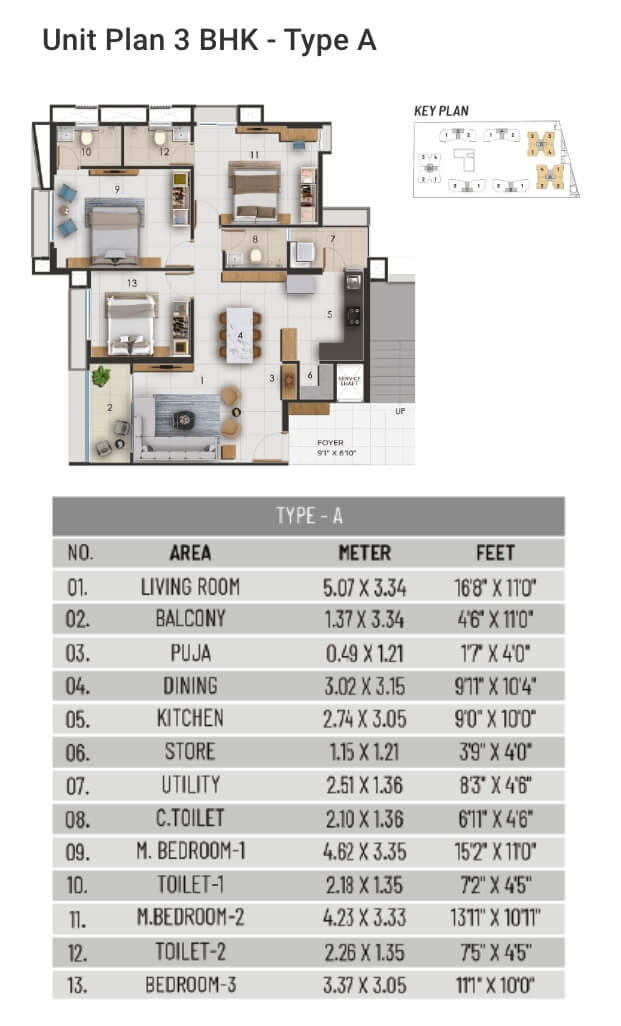 Unit Plan 3 BHK - Type A
KEY PLAN
10
12
11
9
8
7
13
5
4
1
3
6
SERVICE
SHAFT
2
UP
FOYER
9'1" X 6'10"
TYPE - A
NO. AREA METER FEET
01. LIVING ROOM 5.07 X 3.34 16'8" X 11'0"
02. BALCONY 1.37 X 3.34 4'6" X 11'0"
03. PUJA 0.49 X 1.21 1'7" X 4'0"
04. DINING 3.02 X 3.15 9'11" X 10'4"
05. KITCHEN 2.74 X 3.05 9'0" X 10'0"
06. STORE 1.15 X 1.21 3'9" X 4'0"
07. UTILITY 2.51 X 1.36 8'3" X 4'6"
08. C.TOILET 2.10 X 1.36 6'11" X 4'6"
09. M. BEDROOM-1 4.62 X 3.35 15'2" X 11'0"
10. TOILET-1 2.18 X 1.35 7'2" X 4'5"
11. M.BEDROOM-2 4.23 X 3.33 13'11" X 10'11"
12. TOILET-2 2.26 X 1.35 7'5" X 4'5"
13. BEDROOM-3 3.37 X 3.05 11'1" X 10'0"